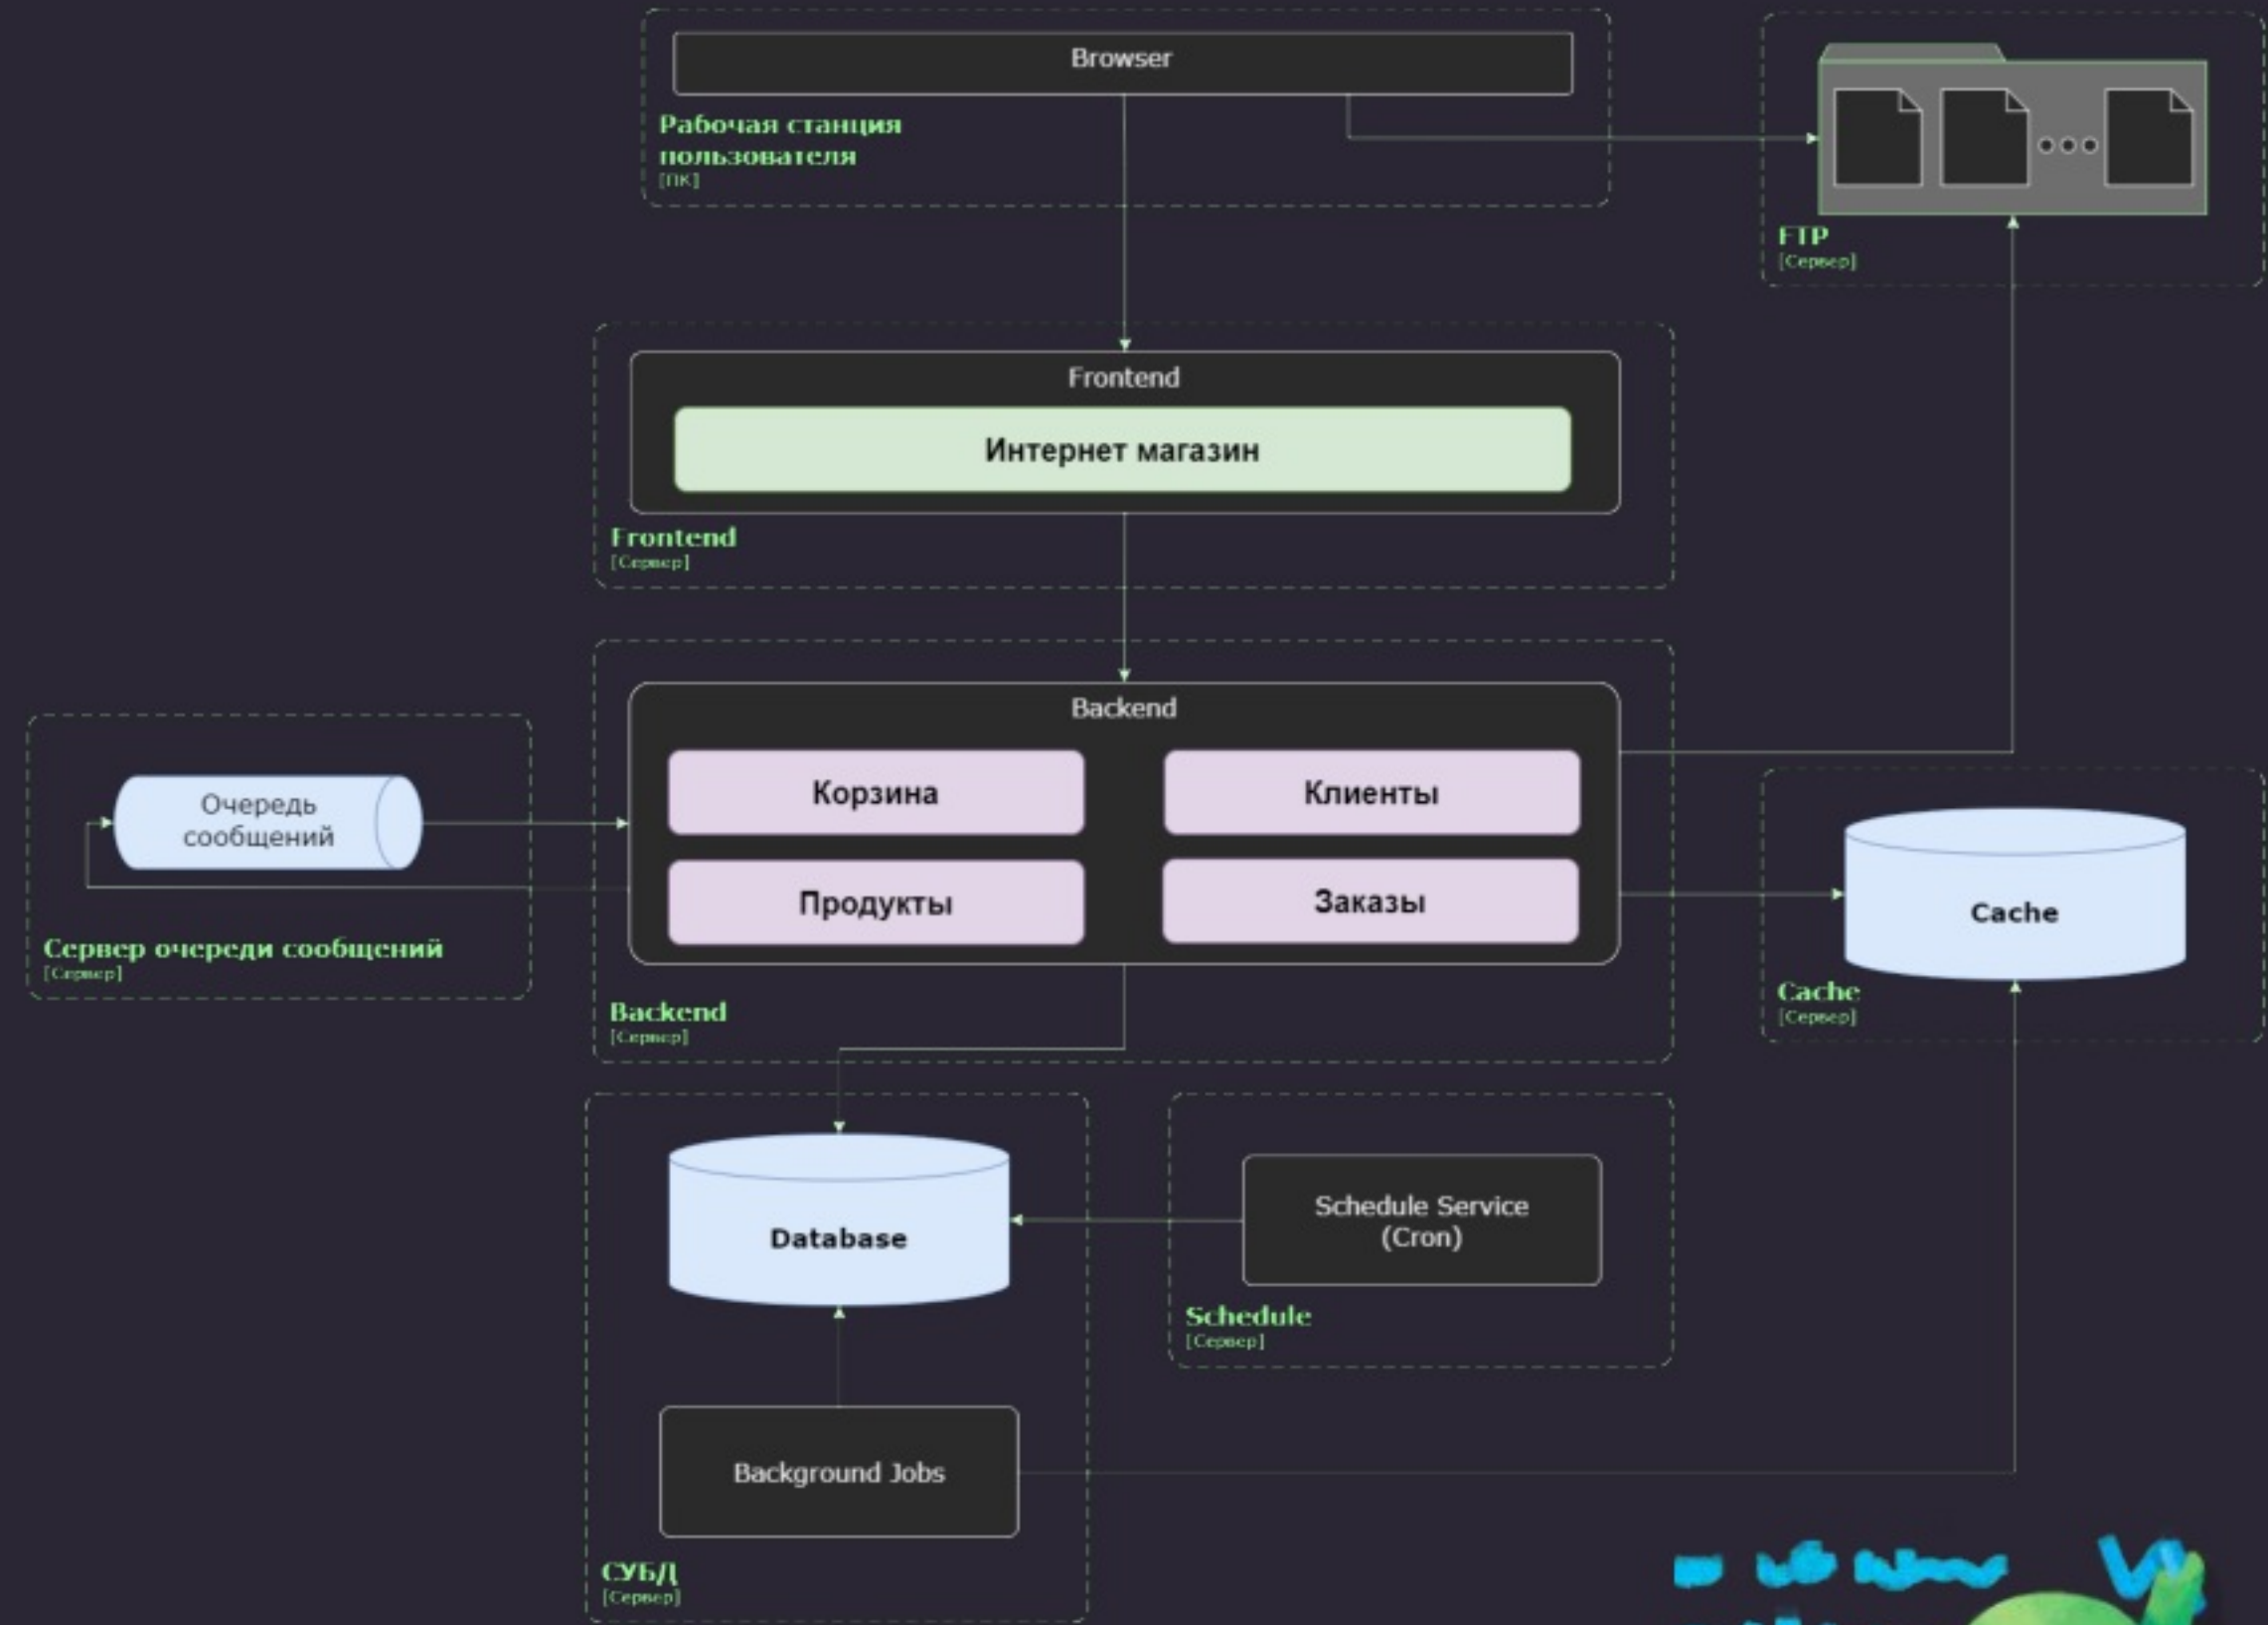 Browser
Рабочая станция
пользователя
[ПК]
FTP
[Сервер]
Frontend
Интернет магазин
Frontend
[Сервер]
Backend
Корзина
Клиенты
Продукты
Заказы
Backend
[Сервер]
Очередь
сообщений
Сервер очереди сообщений
[Сервер]
Cache
Cache
[Сервер]
Database
Schedule Service
(Cron)
Schedule
[Сервер]
Background Jobs
СУБД
[Сервер]